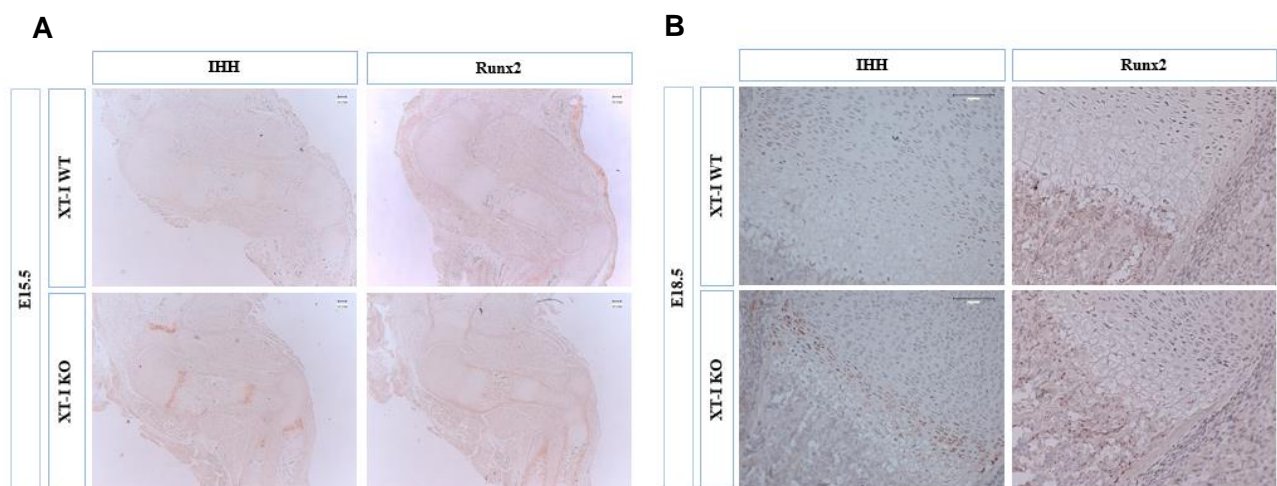 A
B
IHH
Runx2
IHH
Runx2
E15.5
XT-I WT
XT-I KO
E18.5
XT-I WT
XT-I KO